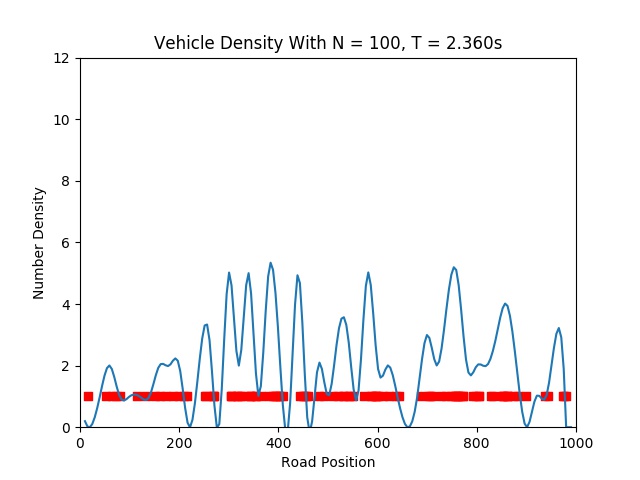 Vehicle Density With N = 100, T = 2.360s
12
10
8
6
4
2
0
Number Density
0 200 400 600 800 1000
Road Position